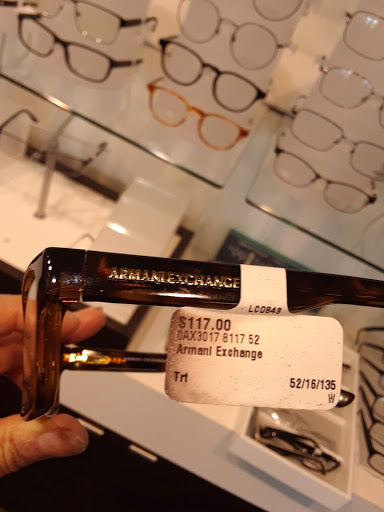 ARMANI EXCHANGE
LC0843
$117.00
0AX3017 8117 52
Armani Exchange
Trt
52/16/135
W